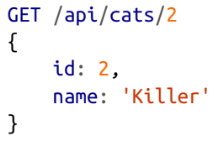 GET /api/cats/2
{
    id: 2,
    name: 'Killer'
}